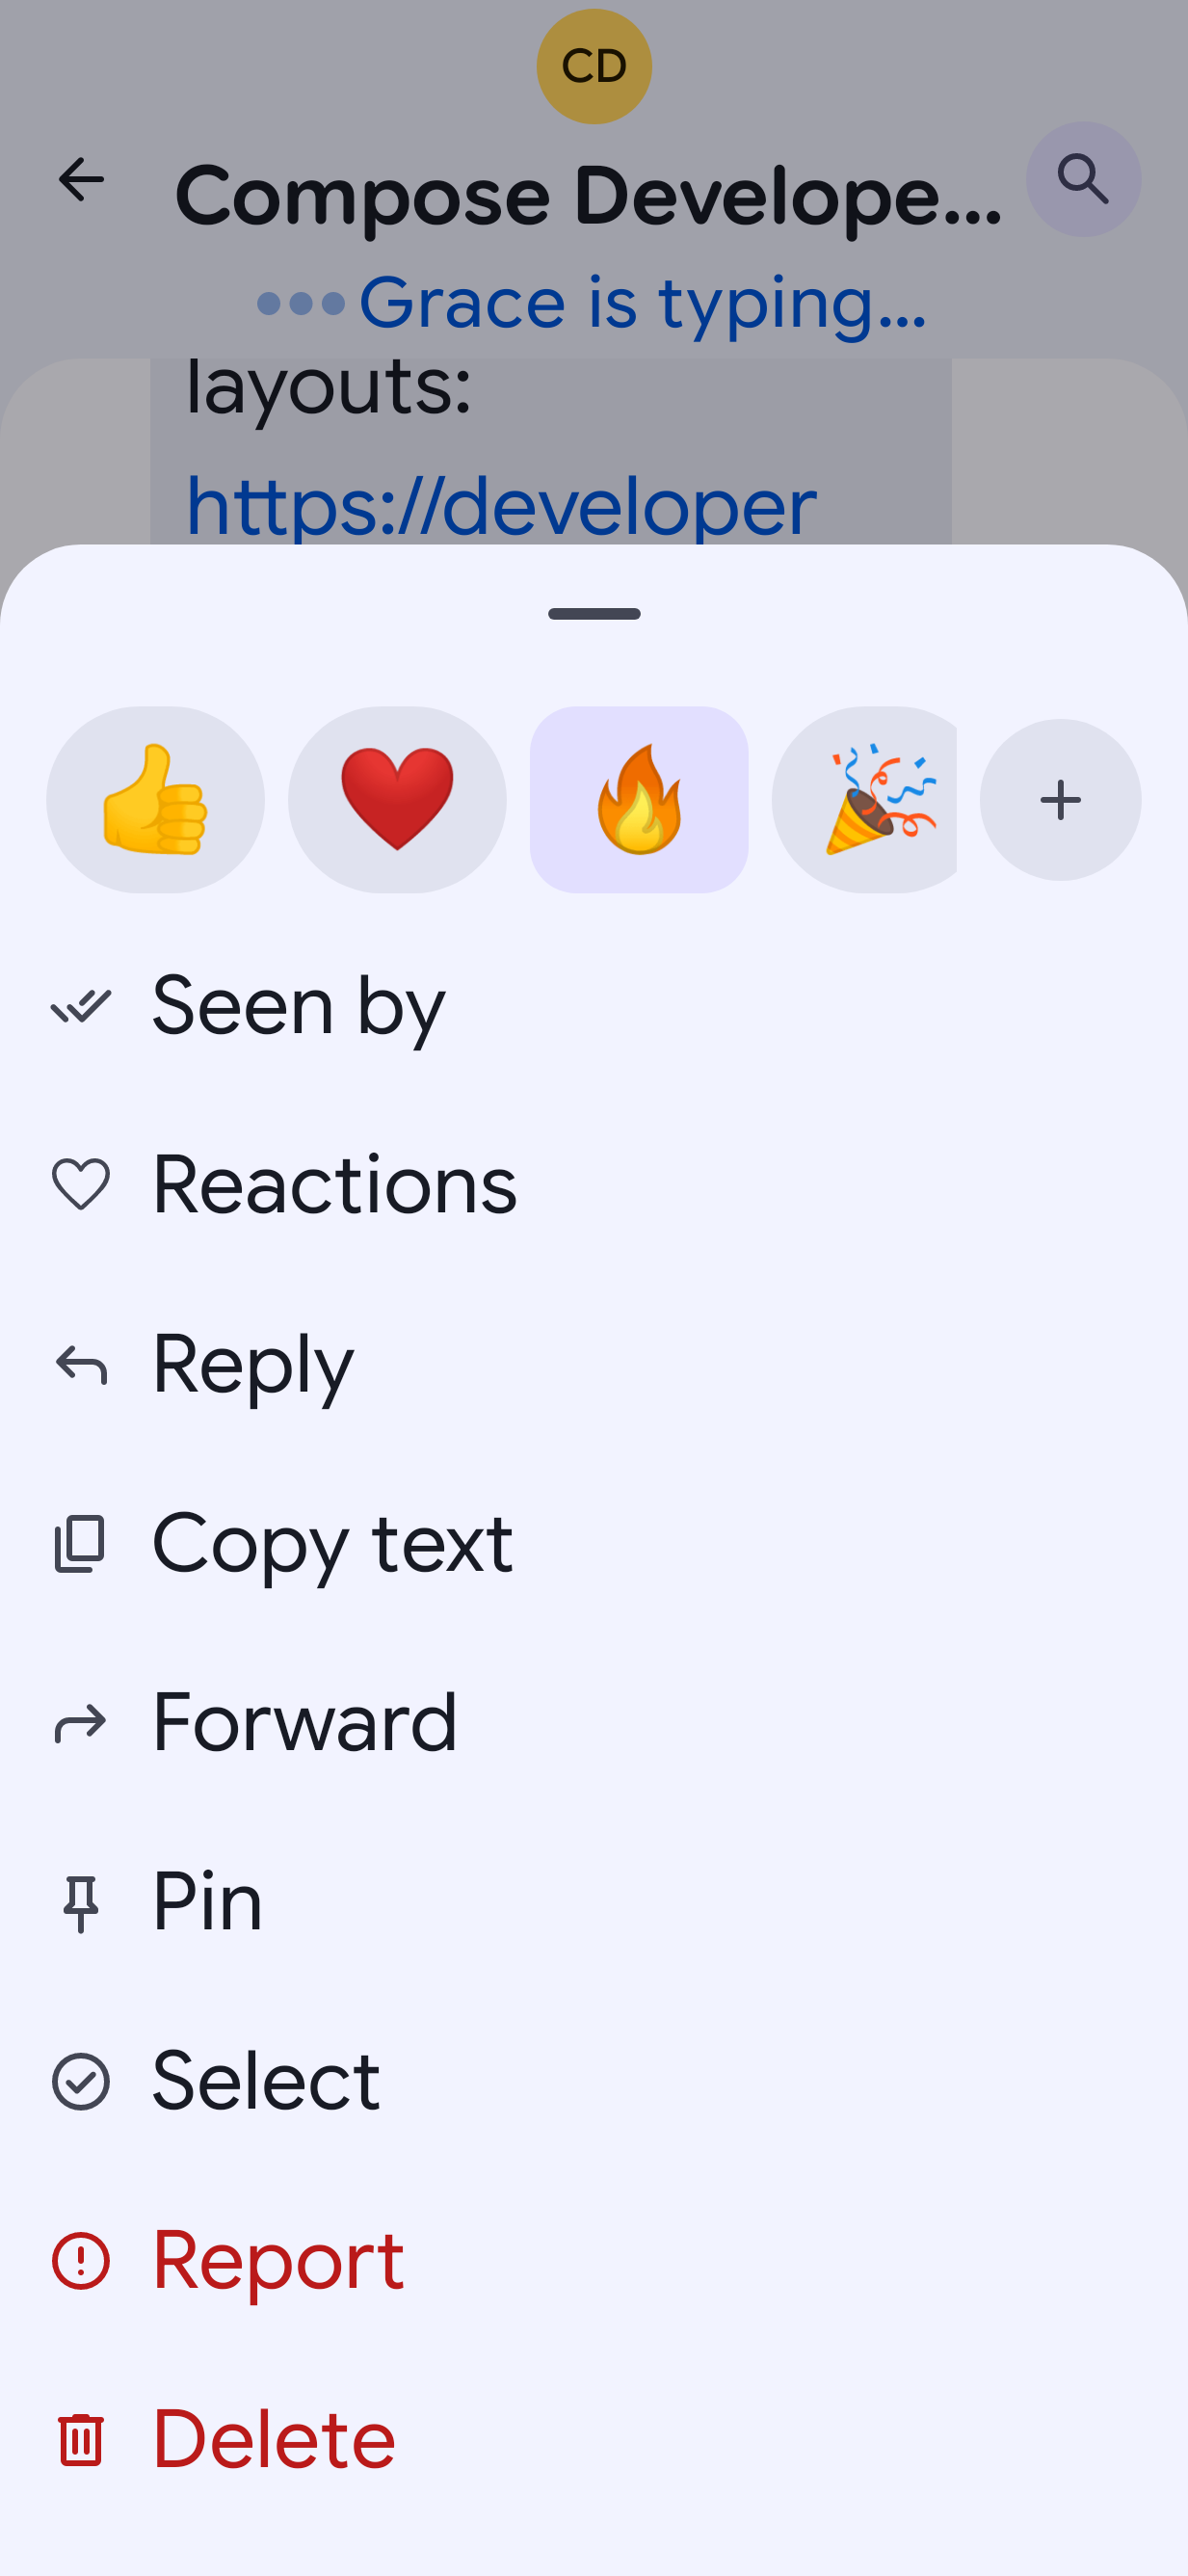 CD
Compose Develope...
Grace is typing...
layouts:
https://developer
Seen by
Reactions
Reply
Copy text
Forward
Pin
Select
Report
Delete